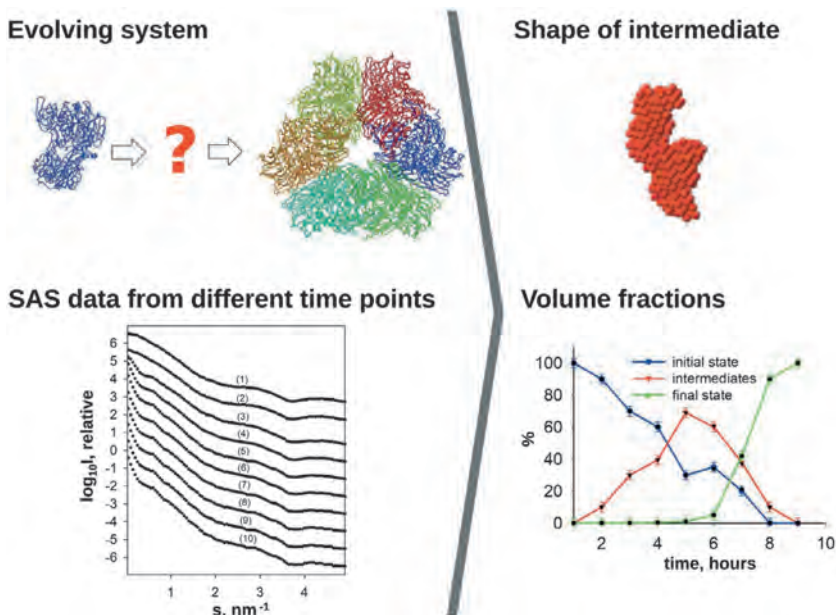 Evolving system
?
Shape of intermediate
SAS data from different time points
log10I, relative
6
5
4
3
2
1
0
-1
-2
-3
-4
-5
-6
(1)
(2)
(3)
(4)
(5)
(6)
(7)
(8)
(9)
(10)
1 2 3 4
s, nm-1
Volume fractions
%
100
80
60
40
20
0
initial state
intermediates
final state
2 4 6 8 10
time, hours